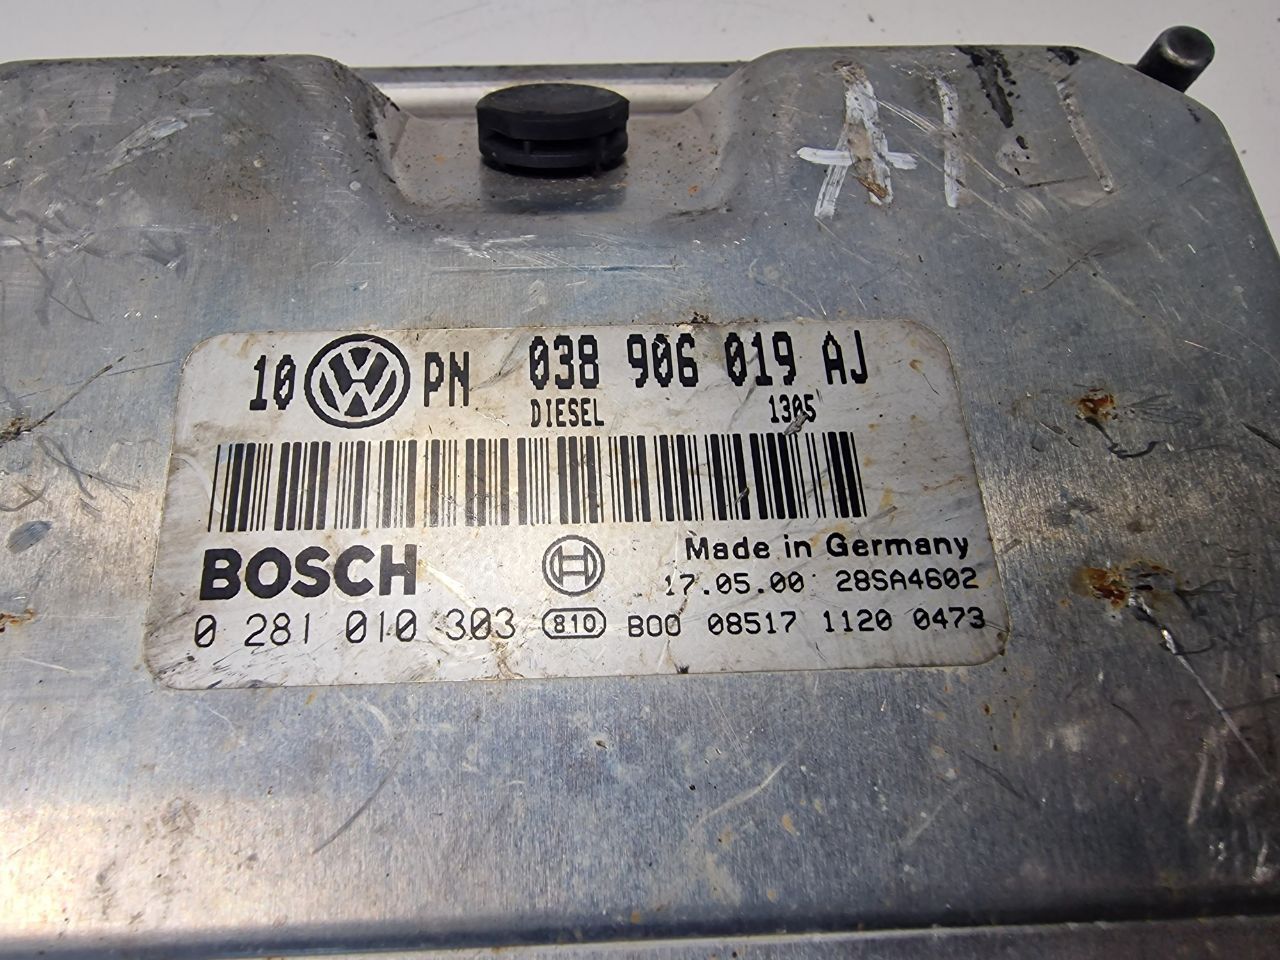 10 PN 038 906 019 AJ
DIESEL 1305
BOSCH Made in Germany
17.05.00 28SA4602
0 281 010 303 810 B00 08517 1120 0473